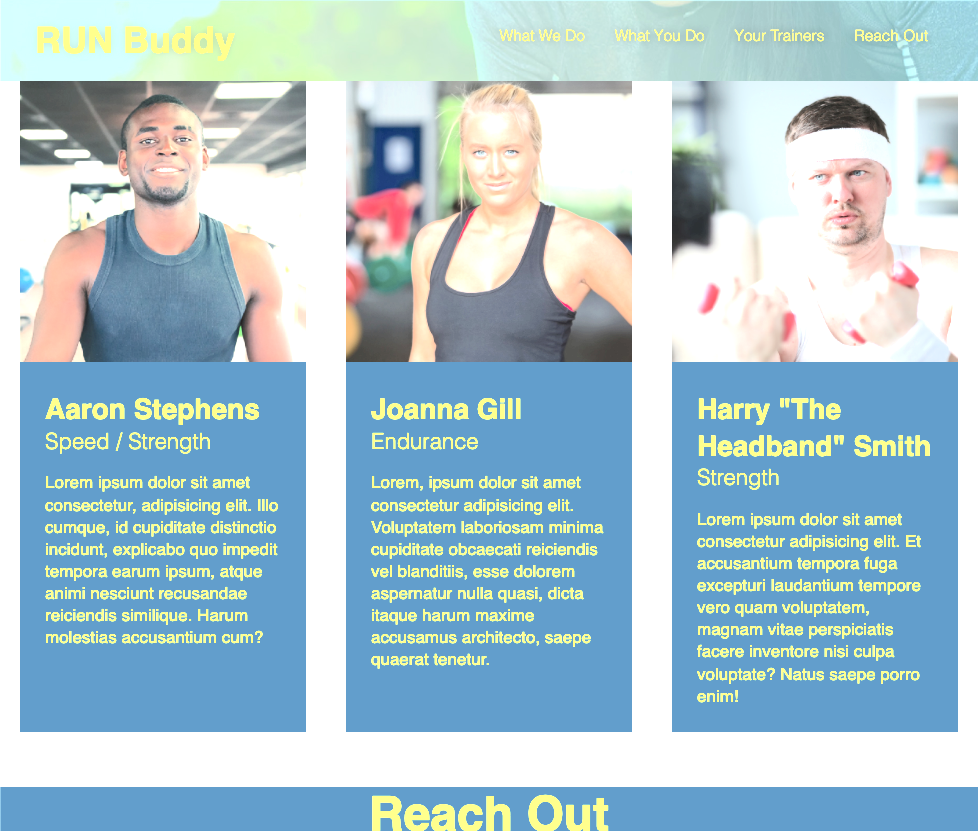 RUN Buddy
What We Do What You Do Your Trainers Reach Out
Aaron Stephens
Speed / Strength
Lorem ipsum dolor sit amet
consectetur, adipisicing elit. Illo
cumque, id cupiditate distinctio
incidunt, explicabo quo impedit
tempora earum ipsum, atque
animi nesciunt recusandae
reiciendis similique. Harum
molestias accusantium cum?
Joanna Gill
Endurance
Lorem, ipsum dolor sit amet
consectetur adipisicing elit.
Voluptatem laboriosam minima
cupiditate obcaecati reiciendis
vel blanditiis, esse dolorem
aspernatur nulla quasi, dicta
itaque harum maxime
accusamus architecto, saepe
quaerat tenetur.
Harry "The
Headband" Smith
Strength
Lorem ipsum dolor sit amet
consectetur adipisicing elit. Et
accusantium tempora fuga
excepturi laudantium tempore
vero quam voluptatem,
magnam vitae perspiciatis
facere inventore nisi culpa
voluptate? Natus saepe porro
enim!
Reach Out